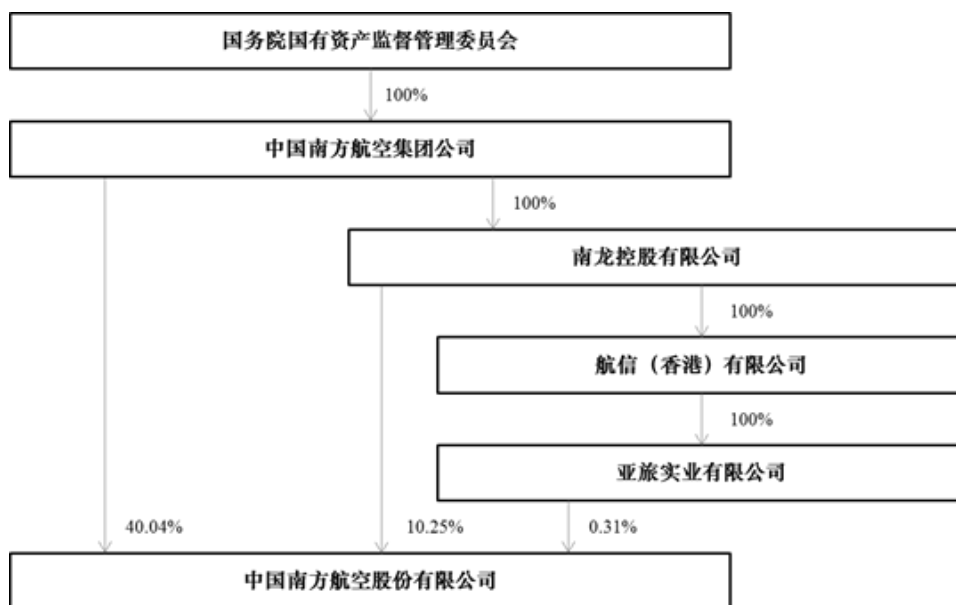 国务院国有资产监督管理委员会
100%
中国南方航空集团公司
100%
南龙控股有限公司
100%
航信（香港）有限公司
100%
亚旅实业有限公司
40.04%
10.25%
0.31%
中国南方航空股份有限公司